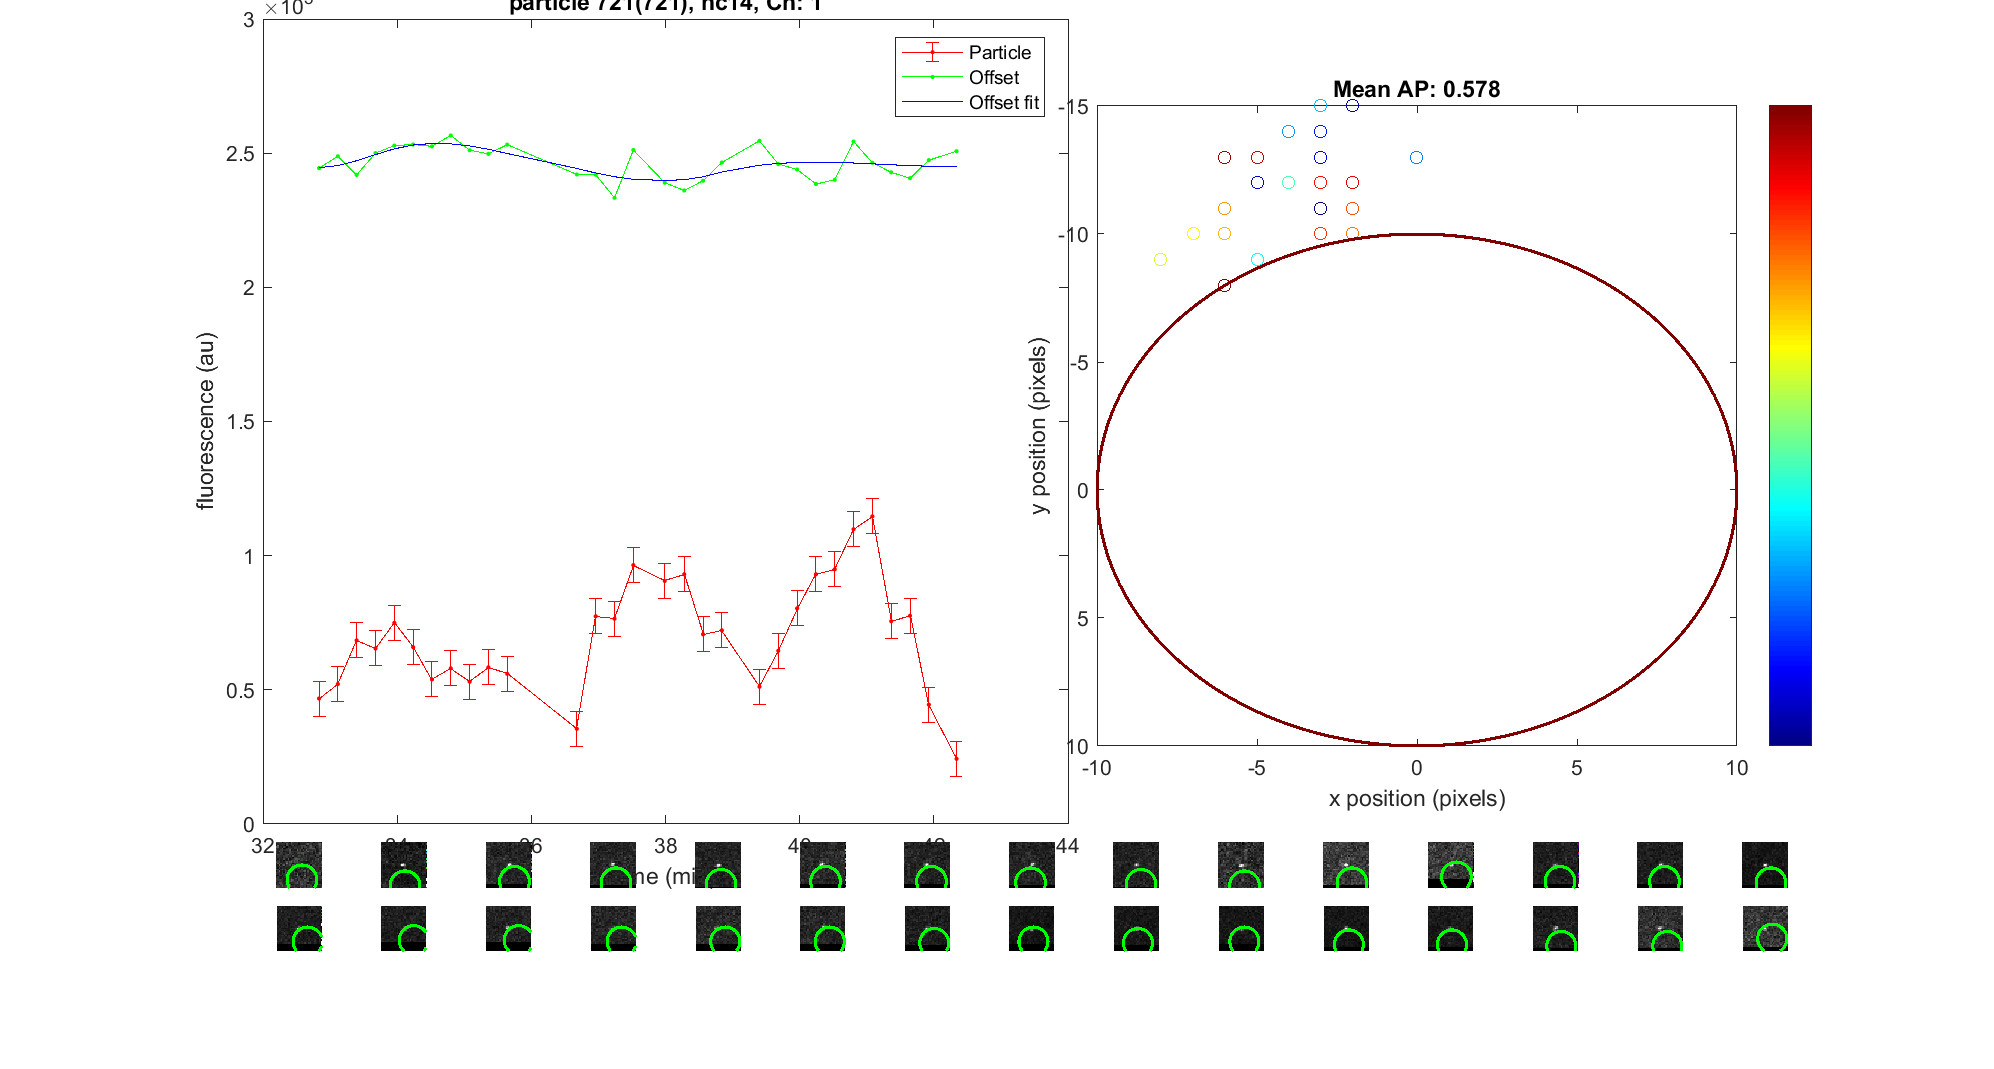 particle 721(721), nc14, Ch: 1
3
2.5
2
1.5
1
0.5
0
fluorescence (au)
Particle
Offset
Offset fit
32
38
44
Mean AP: 0.578
-15
-10
-5
0
5
10
y position (pixels)
-10
-5
0
5
10
x position (pixels)